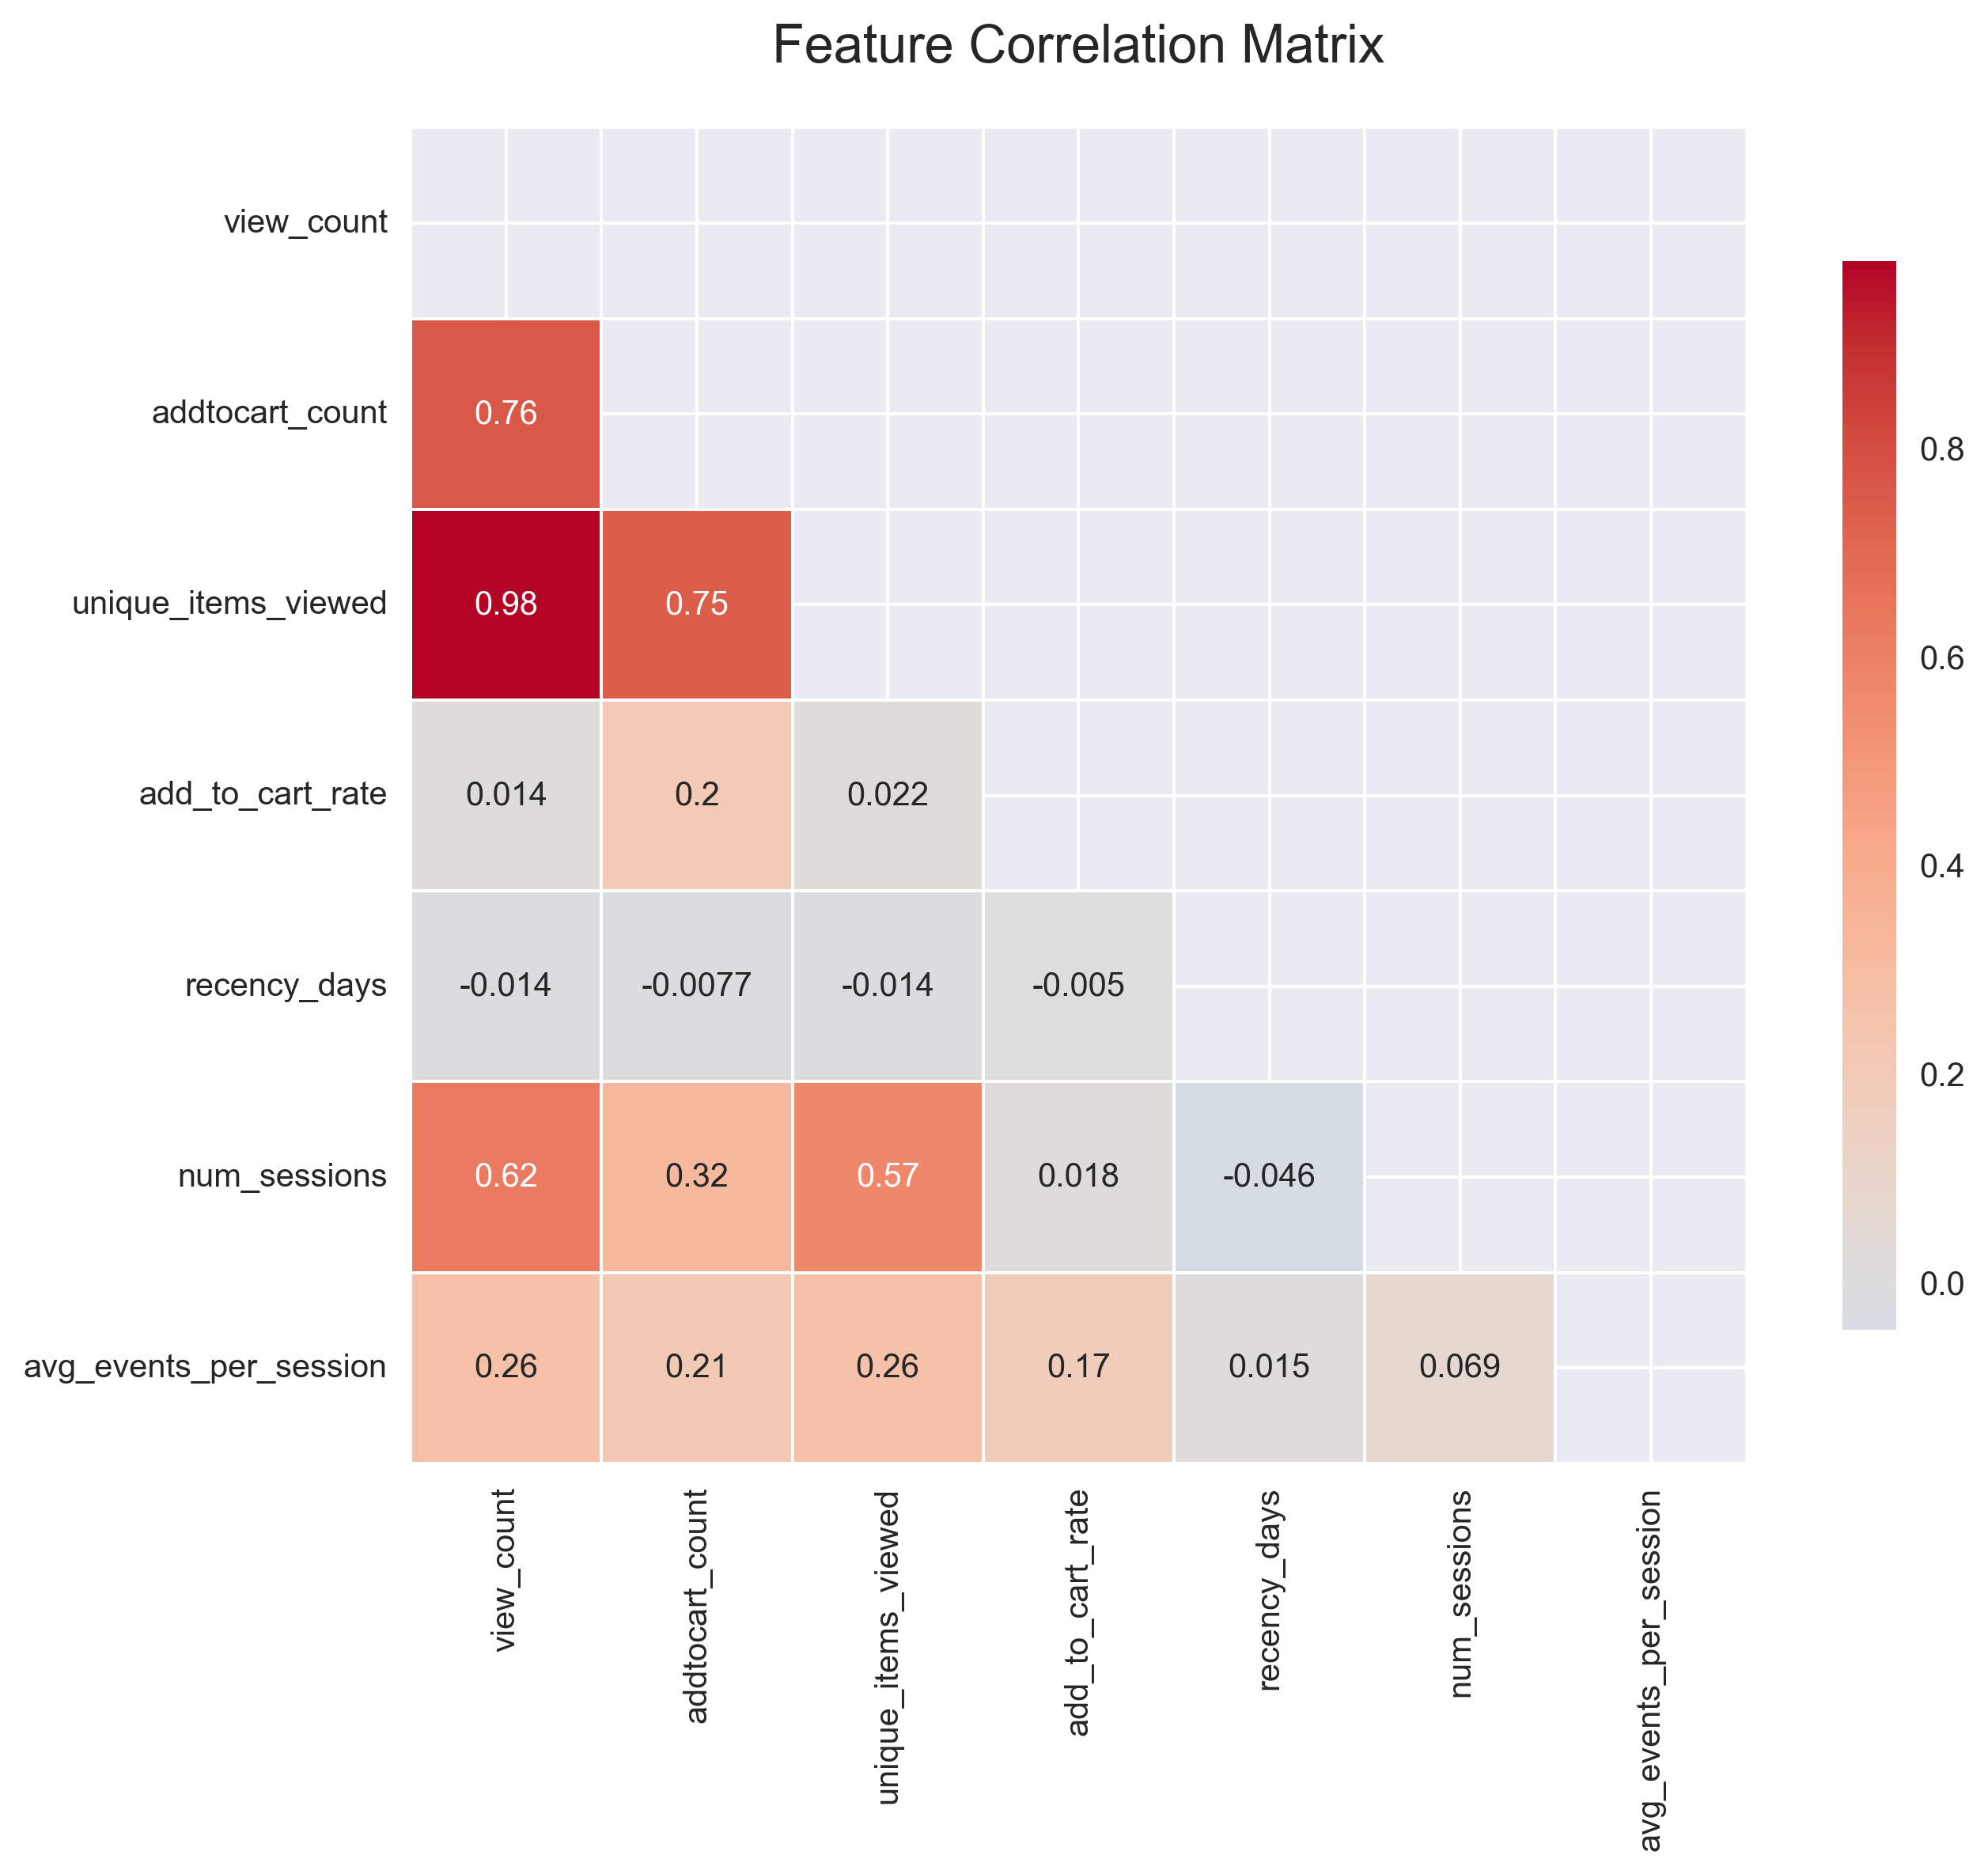 Feature Correlation Matrix
view_count
addtocart_count
0.76
unique_items_viewed
0.98 0.75
add_to_cart_rate
0.014 0.2 0.022
recency_days
-0.014 -0.0077 -0.014 -0.005
num_sessions
0.62 0.32 0.57 0.018 -0.046
avg_events_per_session
0.26 0.21 0.26 0.17 0.015 0.069
view_count
addtocart_count
unique_items_viewed
add_to_cart_rate
recency_days
num_sessions
avg_events_per_session
0.8
0.6
0.4
0.2
0.0